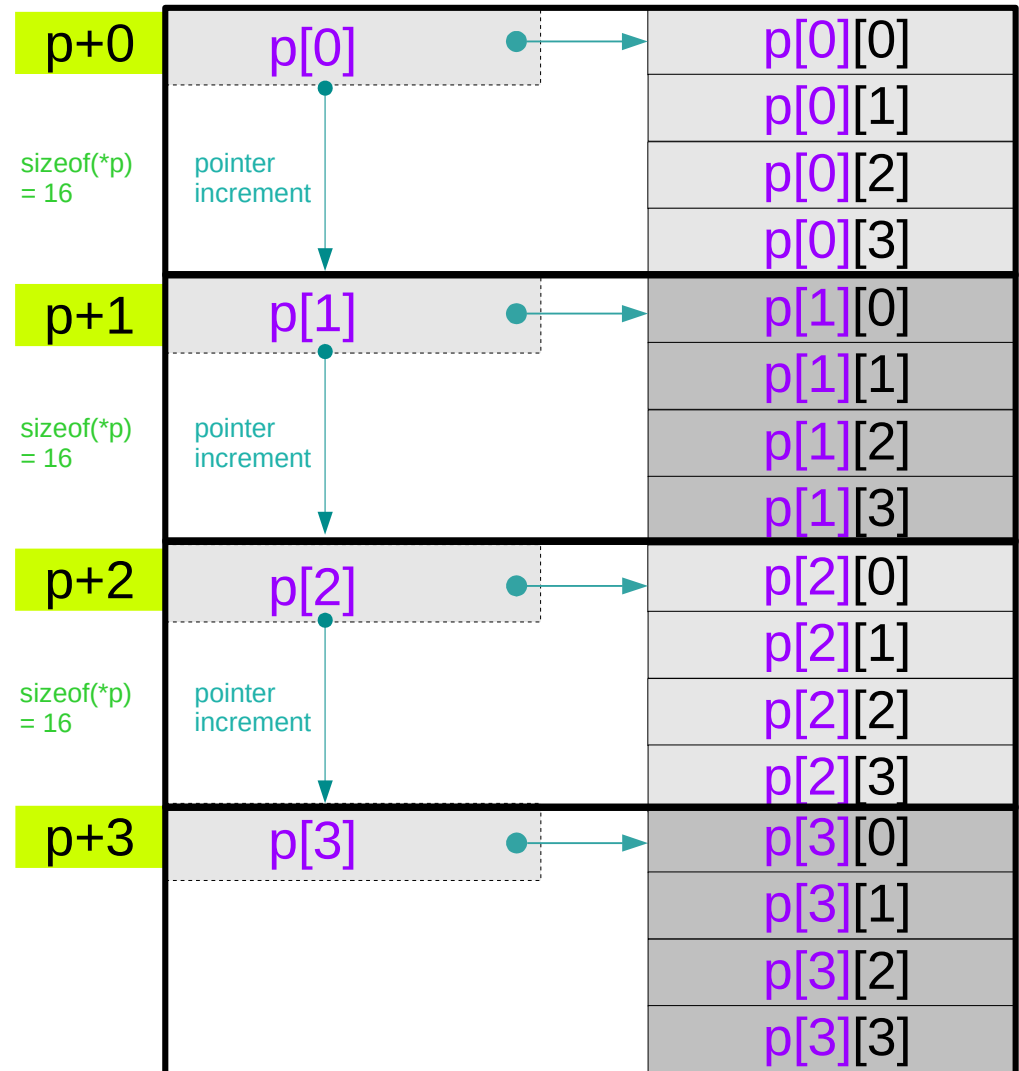 p+0
p[0]
p[0][0]
p[0][1]
sizeof(*p)
= 16
pointer
increment
p[0][2]
p[0][3]
p+1
p[1]
p[1][0]
p[1][1]
sizeof(*p)
= 16
pointer
increment
p[1][2]
p[1][3]
p+2
p[2]
p[2][0]
p[2][1]
sizeof(*p)
= 16
pointer
increment
p[2][2]
p[2][3]
p+3
p[3]
p[3][0]
p[3][1]
p[3][2]
p[3][3]